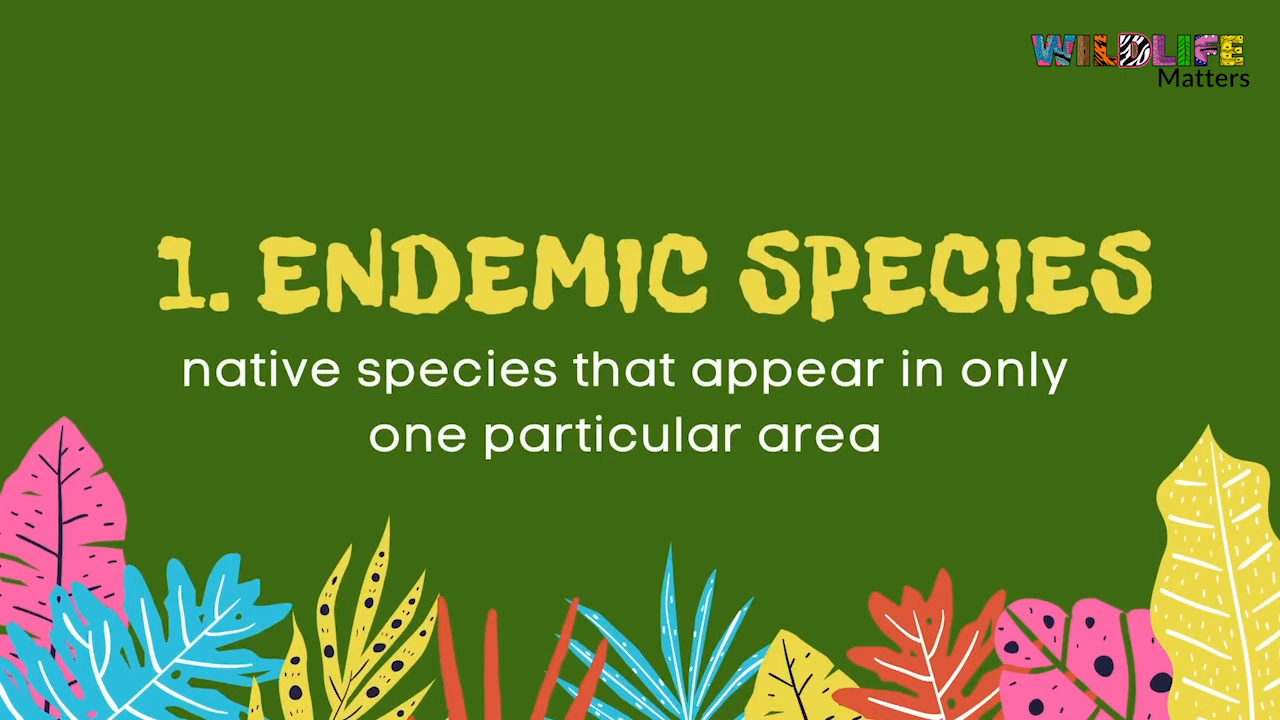 WILDLIFE
Matters
1. ENDEMIC SPECIES
native species that appear in only
one particular area